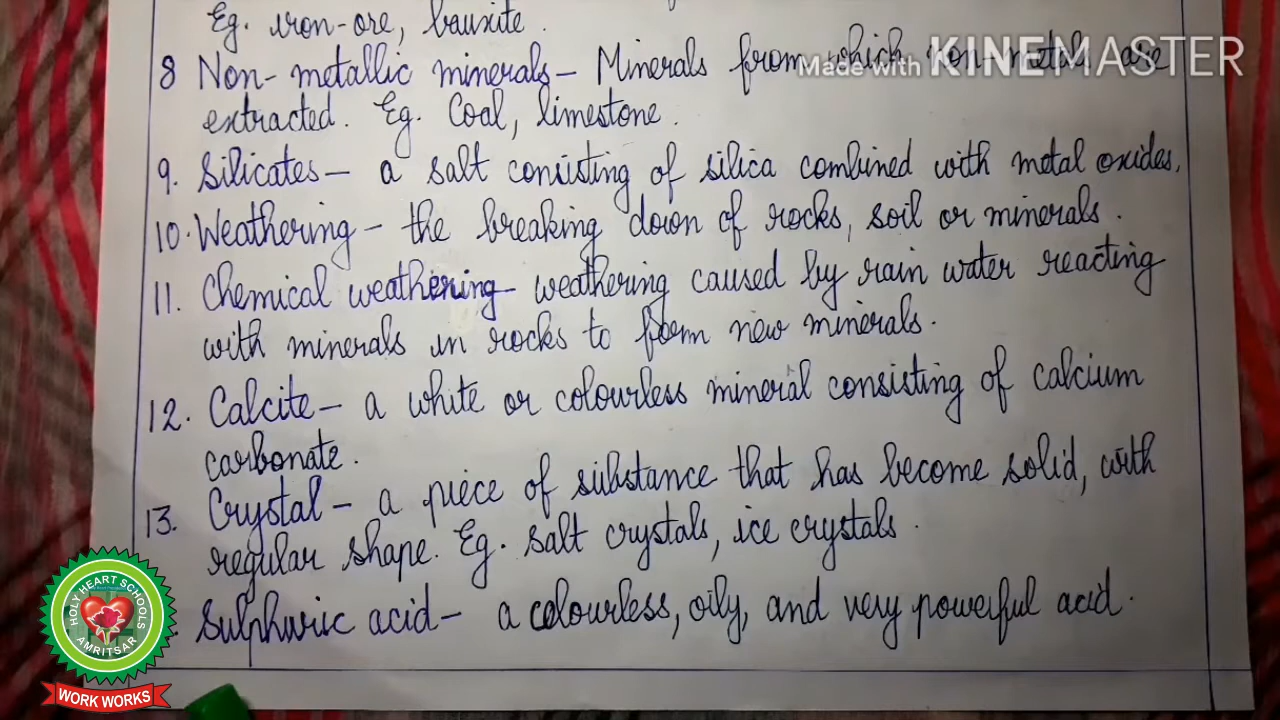 Eg. iron-ore, bauxite.
8 Non-metallic minerals - Minerals from which non-metals are
extracted. Eg. Coal, limestone.
9. Silicates - a salt consisting of silica combined with metal oxides.
10. Weathering - the breaking down of rocks, soil or minerals.
11. Chemical weathering - weathering caused by rain water reacting
with minerals in rocks to form new minerals.
12. Calcite - a white or colourless mineral consisting of calcium
carbonate.
13. Crystal - a piece of substance that has become solid, with
regular shape. Eg. salt crystals, ice crystals.
Sulphuric acid - a colourless, oily, and very powerful acid.
Made with KINEMASTER
HOLY HEART SCHOOLS
AMRITSAR
WORK WORKS